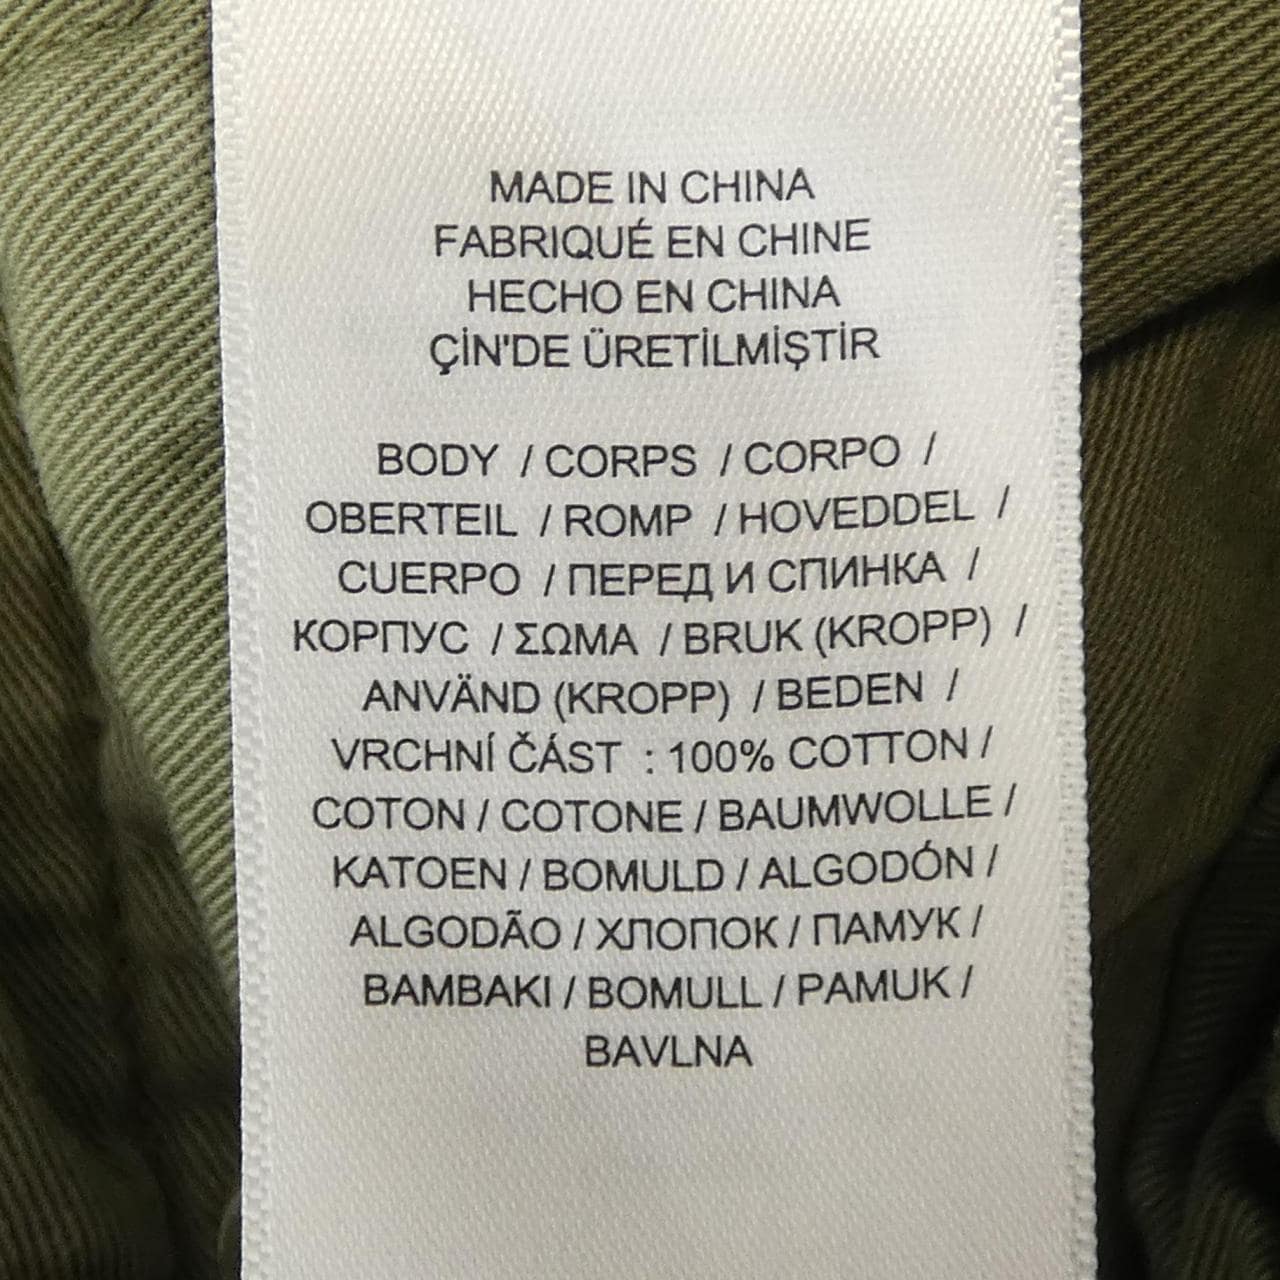 MADE IN CHINA
FABRIQUÉ EN CHINE
HECHO EN CHINA
ÇİN'DE ÜRETİLMİŞTİR
BODY / CORPS / CORPO /
OBERTEIL / ROMP / HOVEDDEL /
CUERPO / ПЕРЕД И СПИНКА /
КОРПУС / ΣΩΜΑ / BRUK (KROPP) /
ANVÄND (KROPP) / BEDEN /
VRCHNÍ ČÁST : 100% COTTON /
COTON / COTONE / BAUMWOLLE /
KATOEN / BOMULD / ALGODÓN /
ALGODÃO / ХЛОПОК / ПАМУК /
ΒΑΜΒΑΚΙ / BOMULL / PAMUK /
BAVLNA